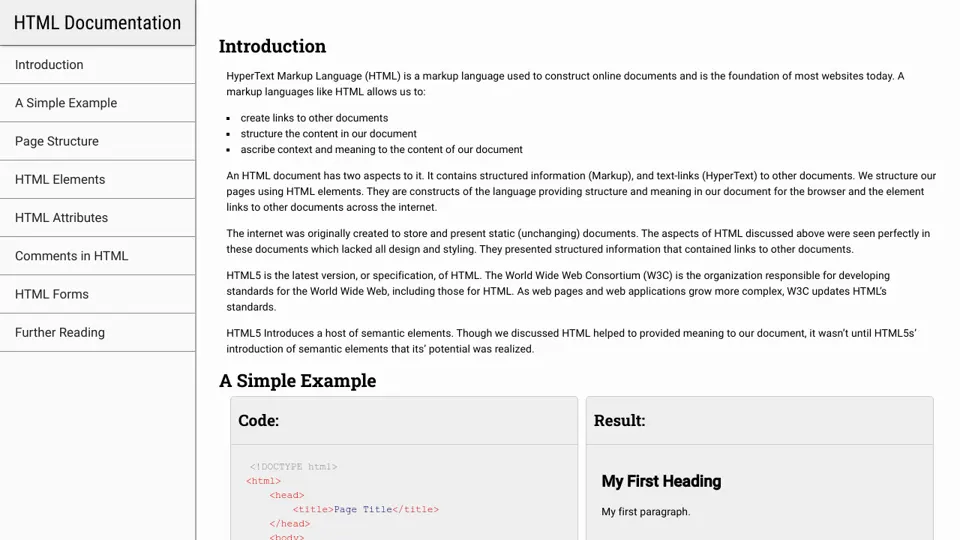 HTML Documentation
Introduction
A Simple Example
Page Structure
HTML Elements
HTML Attributes
Comments in HTML
HTML Forms
Further Reading
Introduction
HyperText Markup Language (HTML) is a markup language used to construct online documents and is the foundation of most websites today. A
markup languages like HTML allows us to:
▪ create links to other documents
▪ structure the content in our document
▪ ascribe context and meaning to the content of our document
An HTML document has two aspects to it. It contains structured information (Markup), and text-links (HyperText) to other documents. We structure our
pages using HTML elements. They are constructs of the language providing structure and meaning in our document for the browser and the element
links to other documents across the internet.
The internet was originally created to store and present static (unchanging) documents. The aspects of HTML discussed above were seen perfectly in
these documents which lacked all design and styling. They presented structured information that contained links to other documents.
HTML5 is the latest version, or specification, of HTML. The World Wide Web Consortium (W3C) is the organization responsible for developing
standards for the World Wide Web, including those for HTML. As web pages and web applications grow more complex, W3C updates HTML’s
standards.
HTML5 Introduces a host of semantic elements. Though we discussed HTML helped to provided meaning to our document, it wasn’t until HTML5s’
introduction of semantic elements that its’ potential was realized.
A Simple Example
Code:
<!DOCTYPE html>
<html>
<head>
<title>Page Title</title>
</head>
<body>
Result:
My First Heading
My first paragraph.